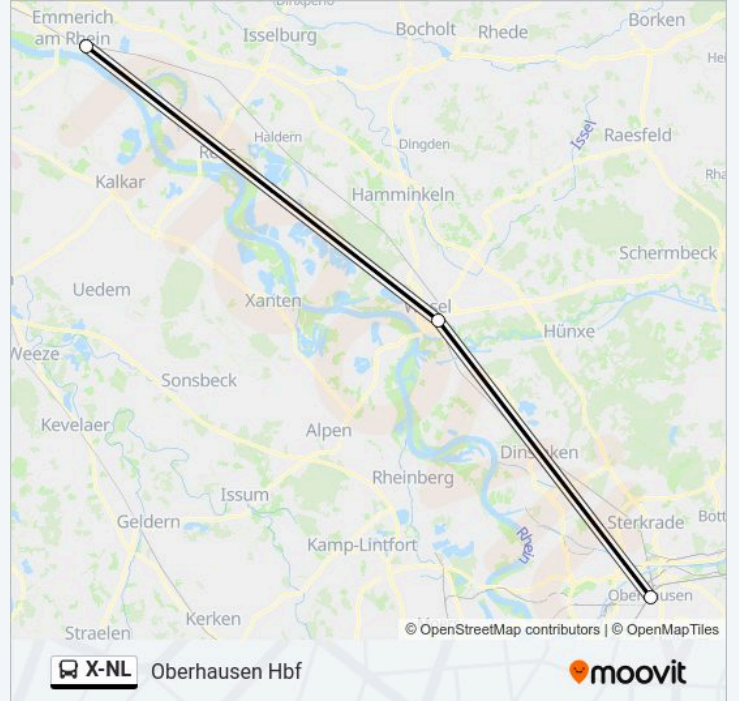 Emmerich
am Rhein
Isselburg
Bocholt
Rhede
Borken
Issel
Raesfeld
Haldern
Dingden
Kalkar
Hamminkeln
Schermbeck
Uedem
Xanten
Hünxe
Weeze
Sonsbeck
Kevelaer
Alpen
Rheinberg
Issum
Geldern
Sterkrade
Rhein
Kamp-Lintfort
Kerken
Straelen
© OpenStreetMap contributors | © OpenMapTiles
X-NL Oberhausen Hbf
moovit